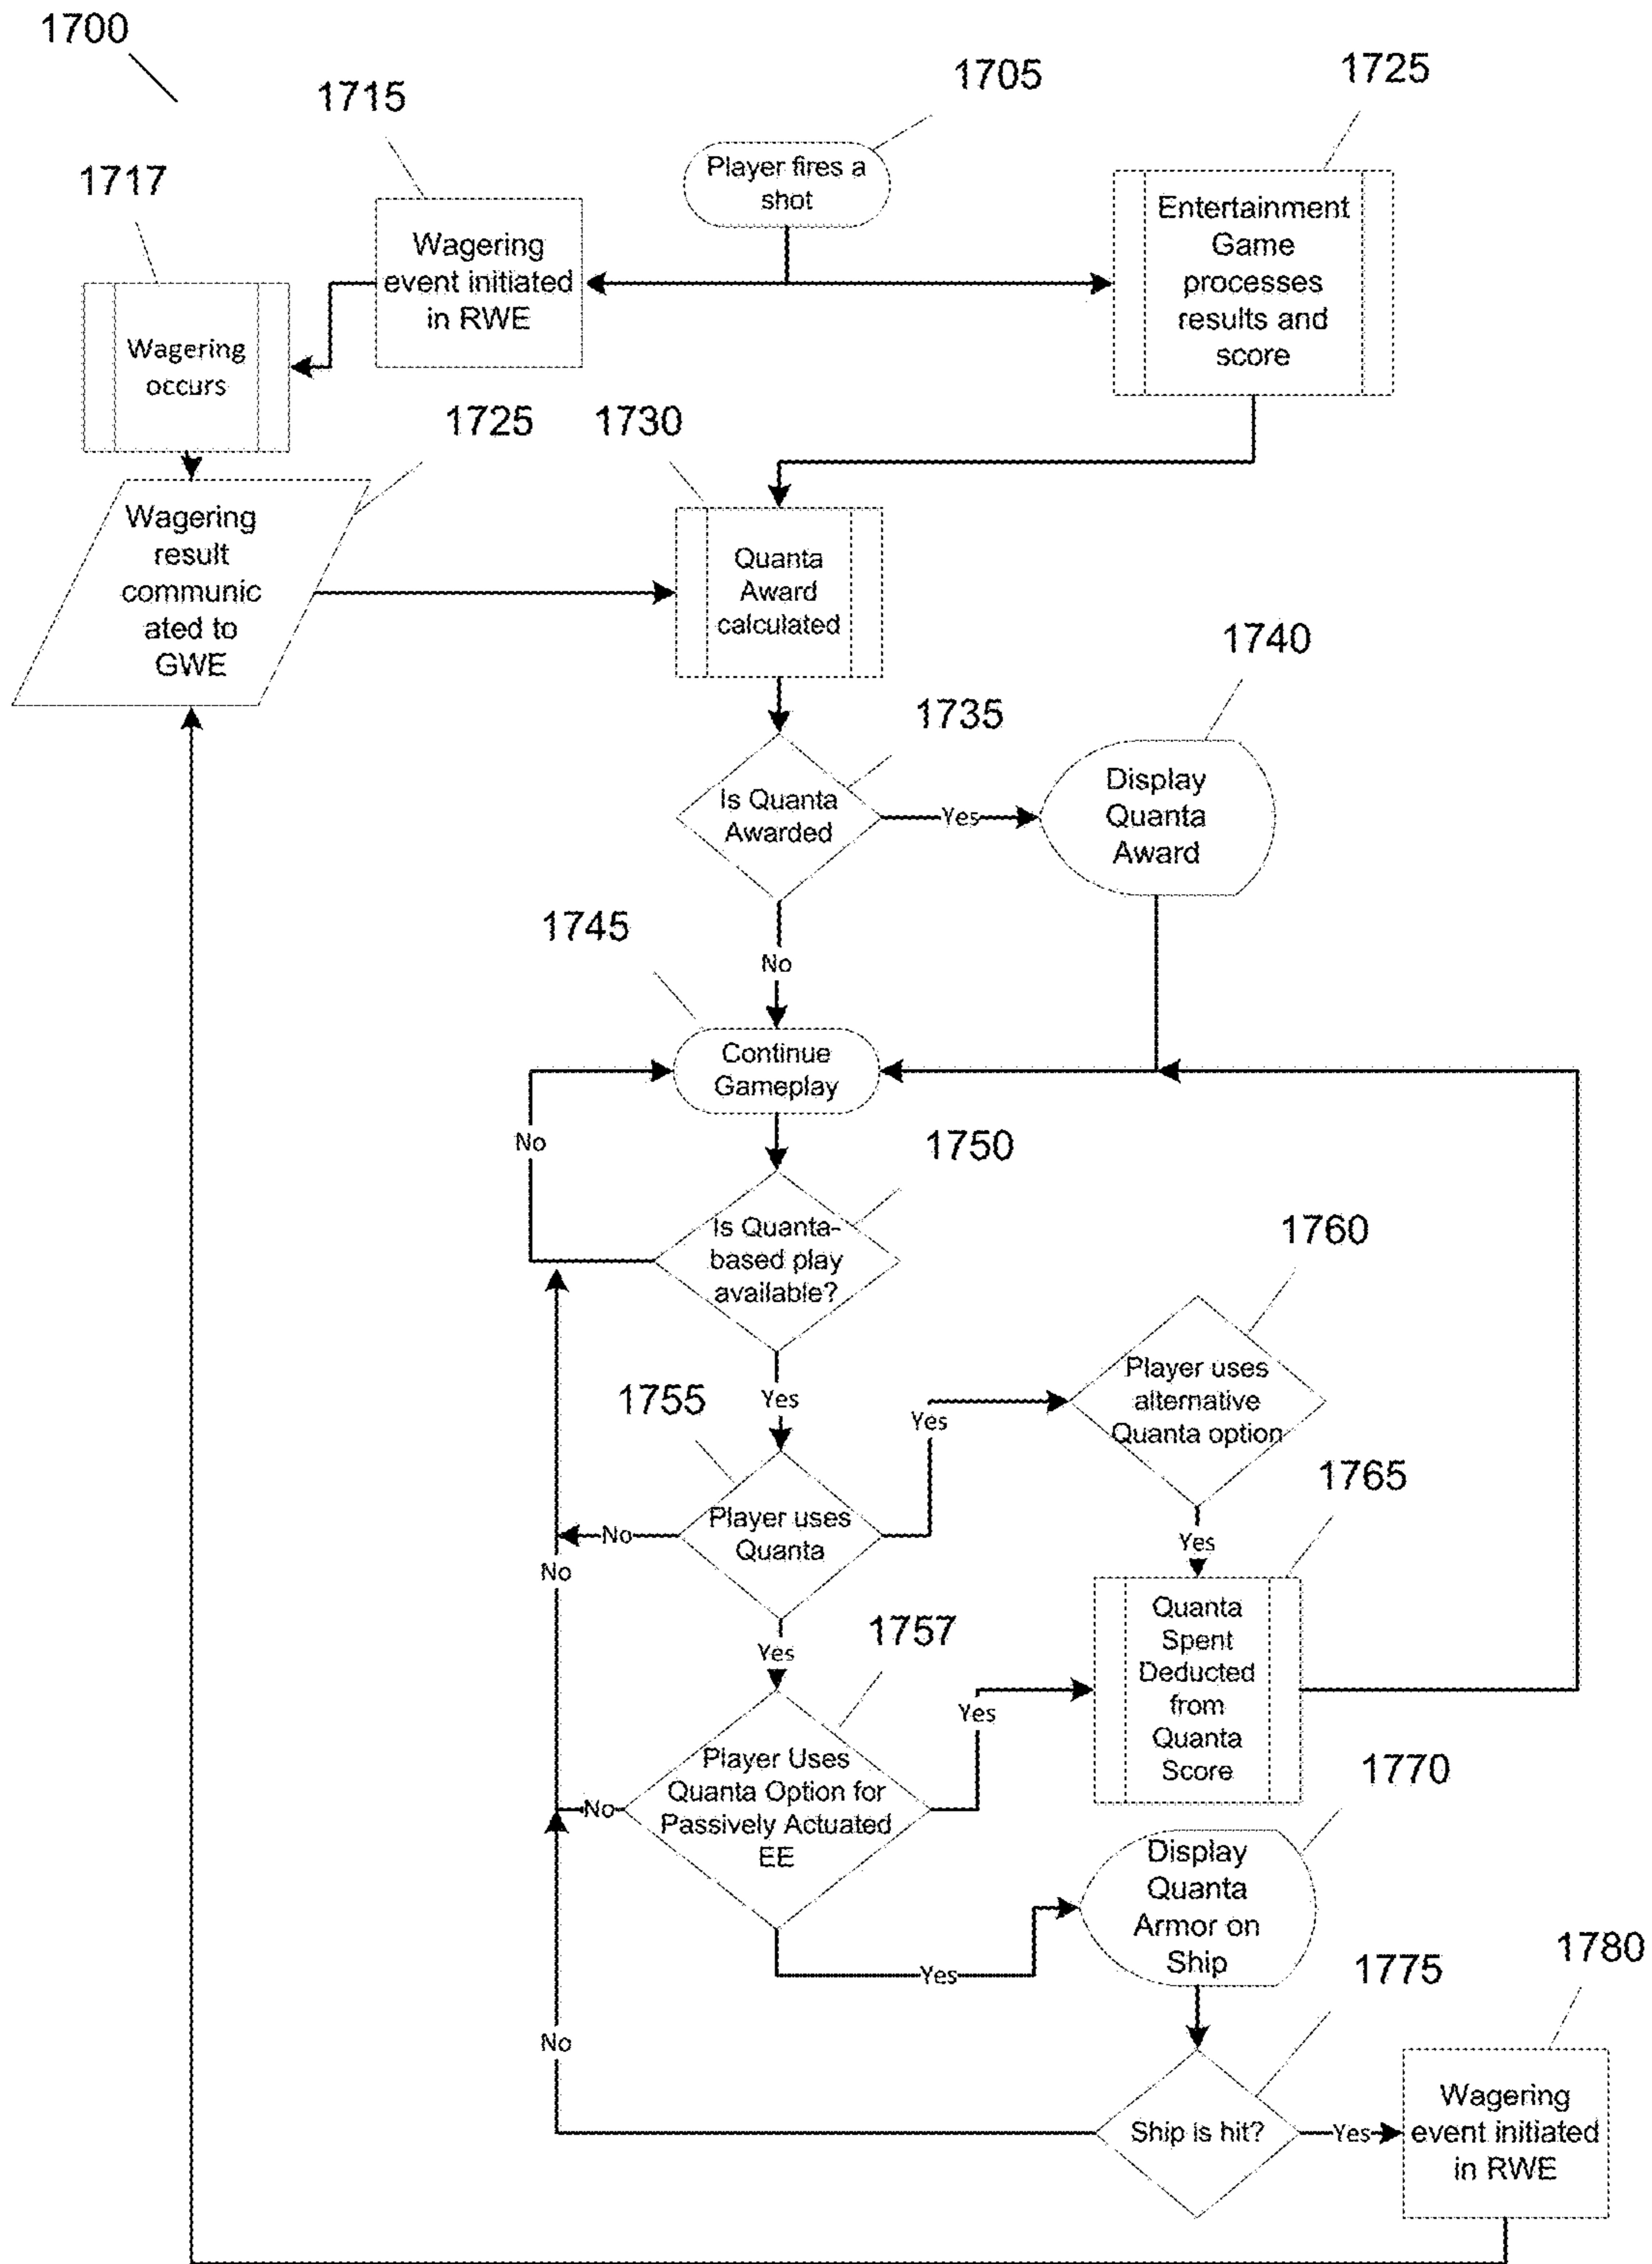 1700
1715
1705
1725
1717
Player fires a
shot
Wagering
event initiated
in RWE
Entertainment
Game
processes
results and
score
Wagering
occurs
1725
1730
Wagering
result
communic
ated to
GWE
Quanta
Award
calculated
1740
1735
Is Quanta
Awarded
Yes
Display
Quanta
Award
1745
No
Continue
Gameplay
No
1750
Is Quanta-
based play
available?
1760
Player uses
alternative
Quanta option
Yes
1755
Yes
1765
Player uses
Quanta
No
Yes
No
Quanta
Spent
Deducted
from
Quanta
Score
1757
Yes
Yes
Player Uses
Quanta Option for
Passively Actuated
EE
No
1770
Display
Quanta
Armor on
Ship
Yes
1775
1780
No
Ship is hit?
Yes
Wagering
event initiated
in RWE